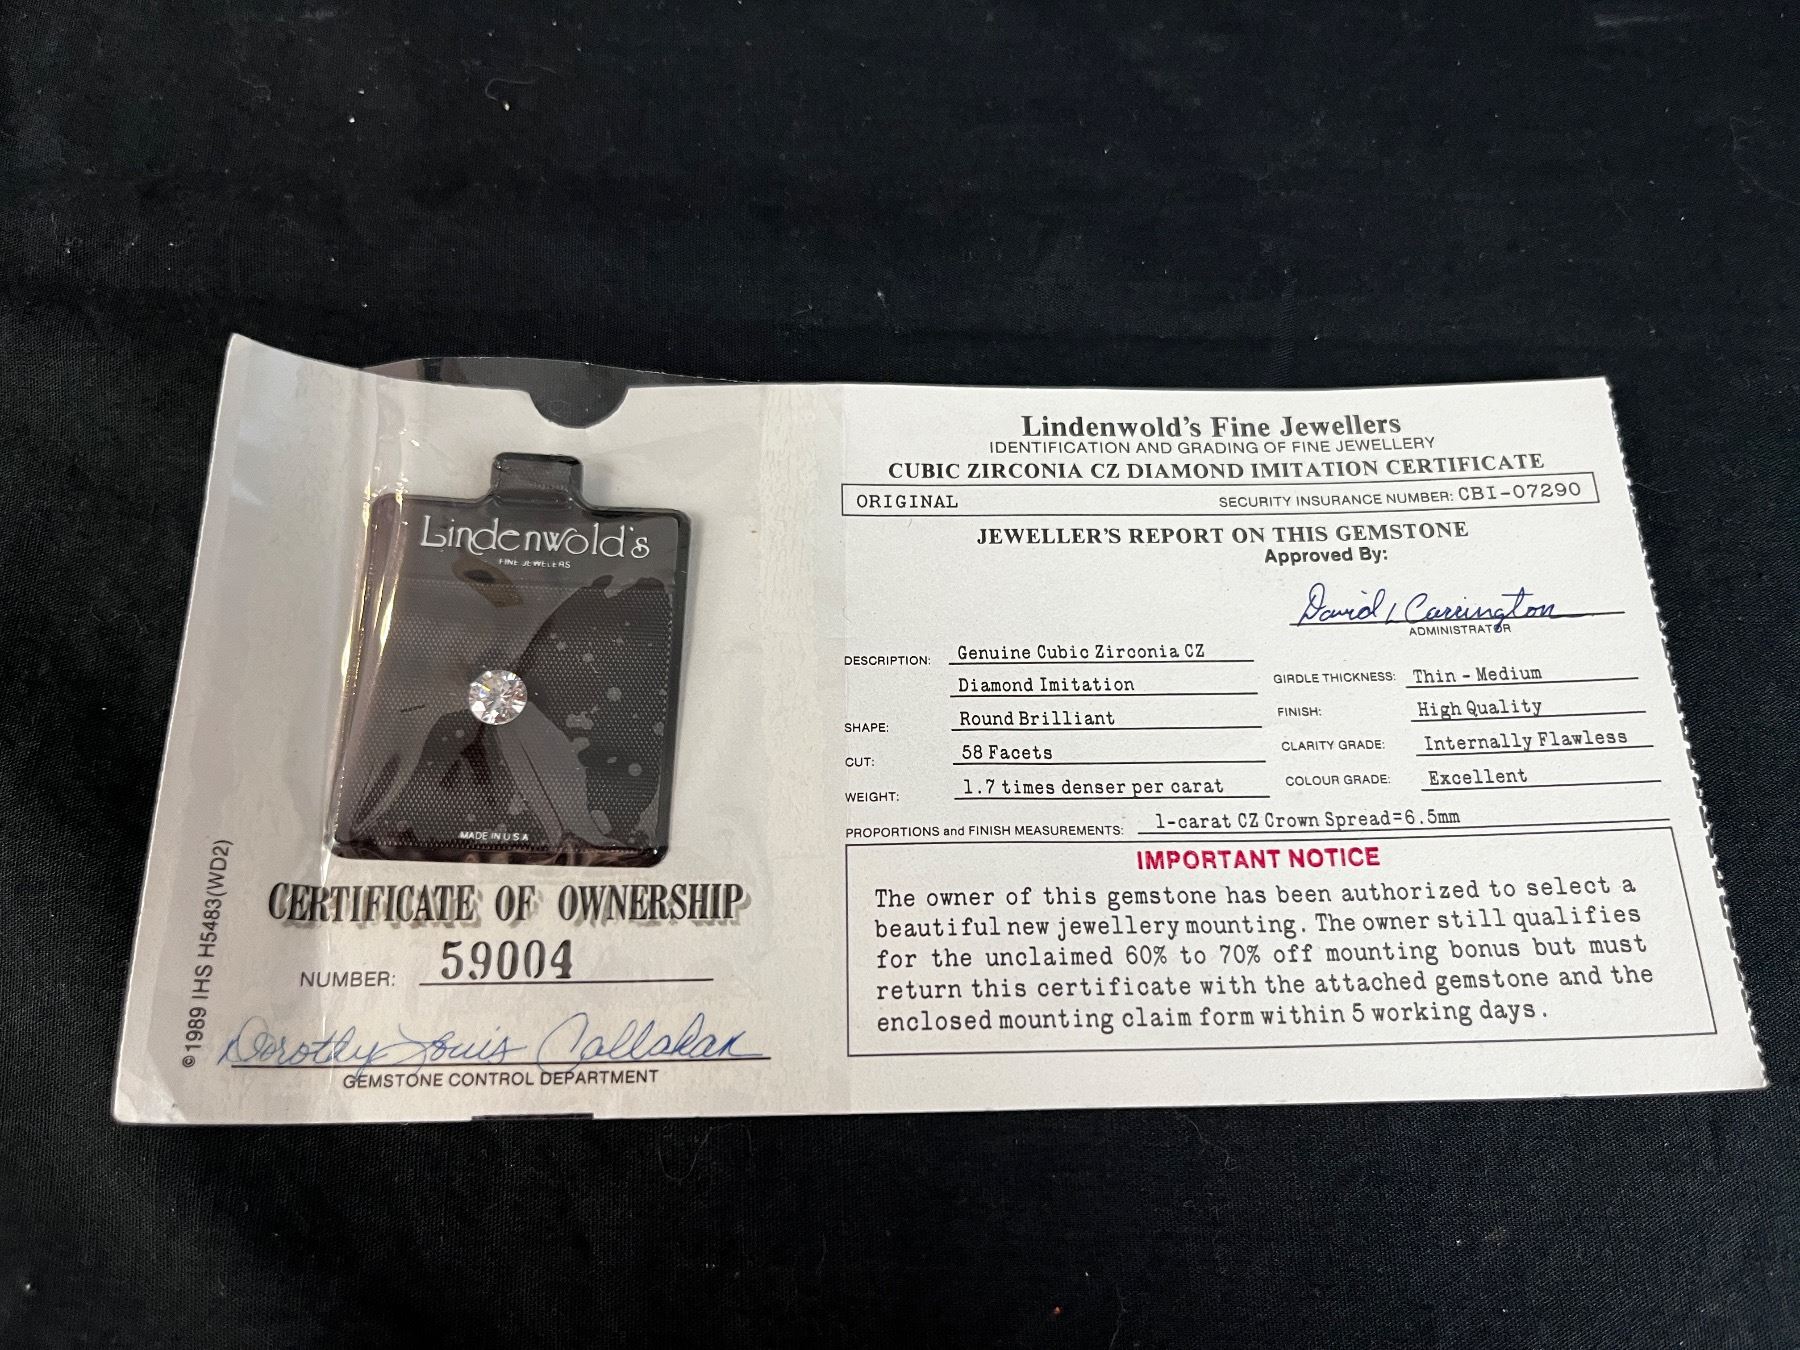 Lindenwold's
FINE JEWELERS
MADE IN U S A
CERTIFICATE OF OWNERSHIP
NUMBER: 59004
Dorothy Louis Callahan
GEMSTONE CONTROL DEPARTMENT
©1989 IHS H5483(WD2)
Lindenwold's Fine Jewellers
IDENTIFICATION AND GRADING OF FINE JEWELLERY
CUBIC ZIRCONIA CZ DIAMOND IMITATION CERTIFICATE
ORIGINAL SECURITY INSURANCE NUMBER: CBI-07290
JEWELLER'S REPORT ON THIS GEMSTONE
Approved By:
David L Carrington
ADMINISTRATOR
DESCRIPTION: Genuine Cubic Zirconia CZ
Diamond Imitation
SHAPE: Round Brilliant
CUT: 58 Facets
WEIGHT: 1.7 times denser per carat
GIRDLE THICKNESS: Thin - Medium
FINISH: High Quality
CLARITY GRADE: Internally Flawless
COLOUR GRADE: Excellent
PROPORTIONS and FINISH MEASUREMENTS: 1-carat CZ Crown Spread=6.5mm
IMPORTANT NOTICE
The owner of this gemstone has been authorized to select a
beautiful new jewellery mounting. The owner still qualifies
for the unclaimed 60% to 70% off mounting bonus but must
return this certificate with the attached gemstone and the
enclosed mounting claim form within 5 working days.